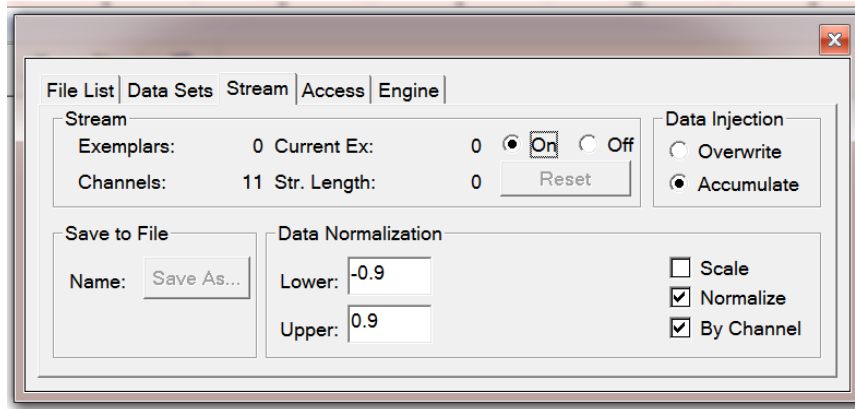 File List Data Sets Stream Access Engine
Stream
Exemplars: 0 Current Ex: 0 On Off
Channels: 11 Str. Length: 0 Reset
Data Injection
Overwrite
Accumulate
Save to File
Name: Save As...
Data Normalization
Lower: -0.9
Upper: 0.9
Scale
Normalize
By Channel